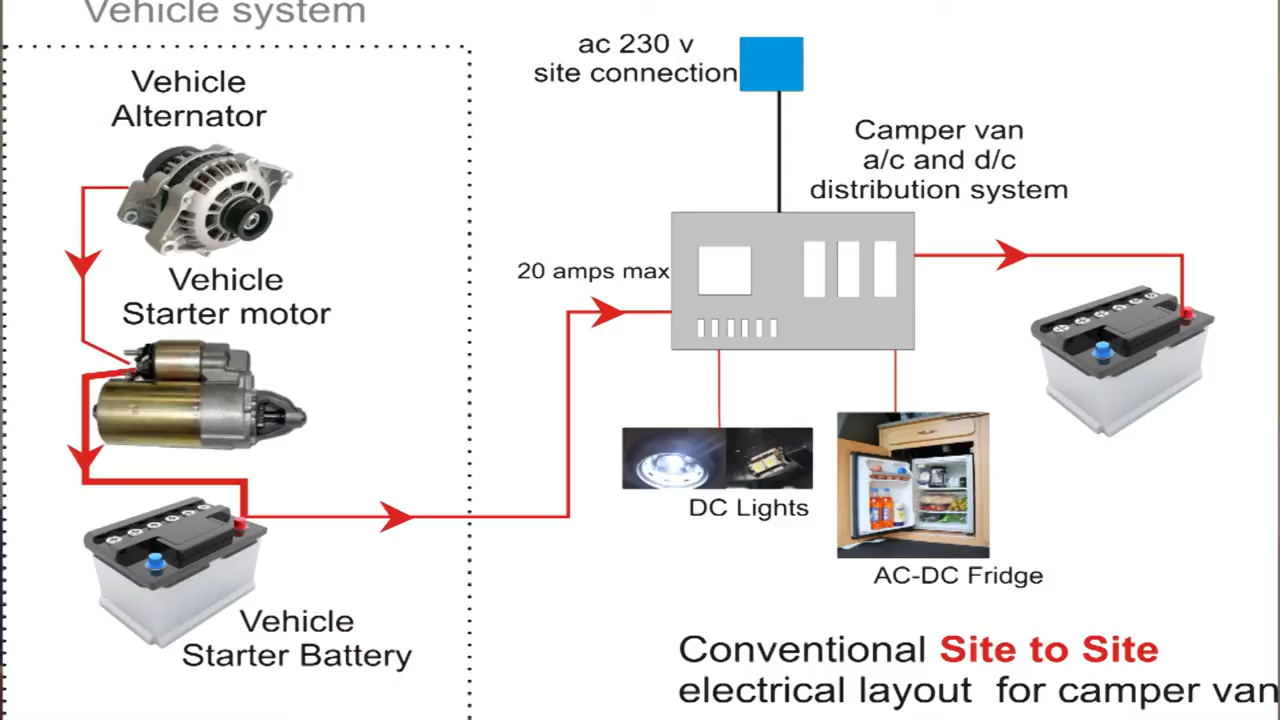 Vehicle system
Vehicle
Alternator
Vehicle
Starter motor
Vehicle
Starter Battery
ac 230 v
site connection
Camper van
a/c and d/c
distribution system
20 amps max
DC Lights
AC-DC Fridge
Conventional Site to Site
electrical layout for camper van